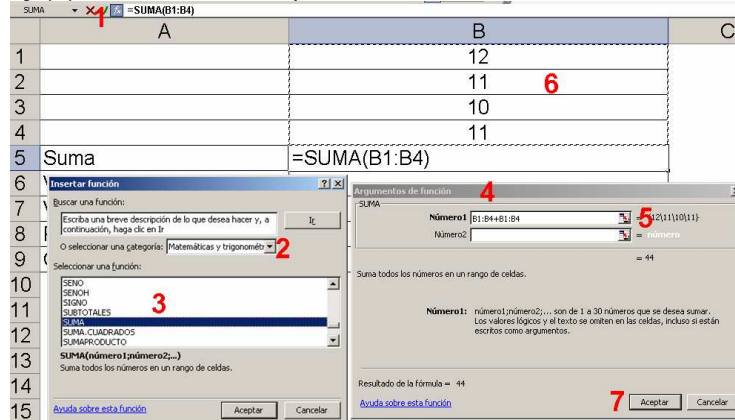 SUMA =SUMA(B1:B4)
1
A B C
1 12
2 11 6
3 10
4 11
5 Suma =SUMA(B1:B4)
6
7
8
9
10
11
12
13
14
15
Insertar función
Buscar una función:
Escriba una breve descripción de lo que desea hacer y, a
continuación, haga clic en Ir
Ir
O seleccionar una categoría: Matemáticas y trigonométr 2
Seleccionar una función:
SENO
SENOH
SIGNO
SUBTOTALES
SUMA
SUMA.CUADRADOS
SUMAPRODUCTO
3
SUMA(número1;número2;...)
Suma todos los números en un rango de celdas.
Ayuda sobre esta función Aceptar Cancelar
4
Argumentos de función
SUMA
Número1 B1:B4+B1:B4 5 = {12\11\10\11}
Número2 = número
= 44
Suma todos los números en un rango de celdas.
Número1: número1;número2;... son de 1 a 30 números que se desea sumar.
Los valores lógicos y el texto se omiten en las celdas, incluso si están
escritos como argumentos.
Resultado de la fórmula = 44
Ayuda sobre esta función 7 Aceptar Cancelar